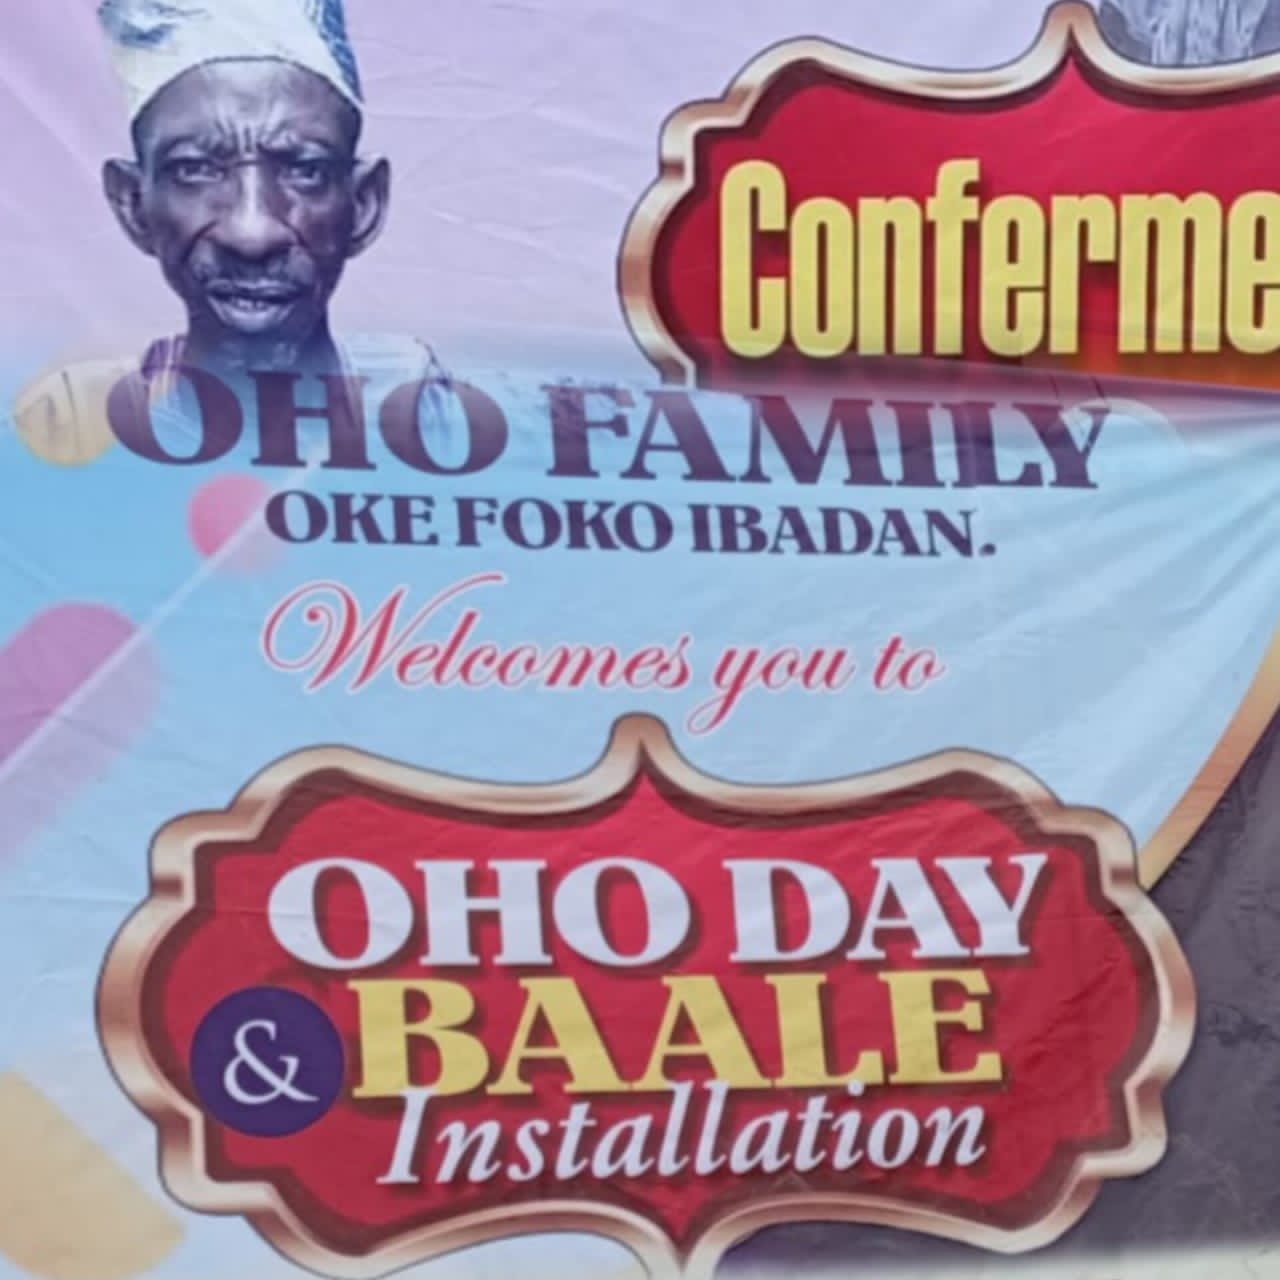 Conferme
OHO FAMILY
OKE FOKO IBADAN.
Welcomes you to
OHO DAY
& BAALE
Installation